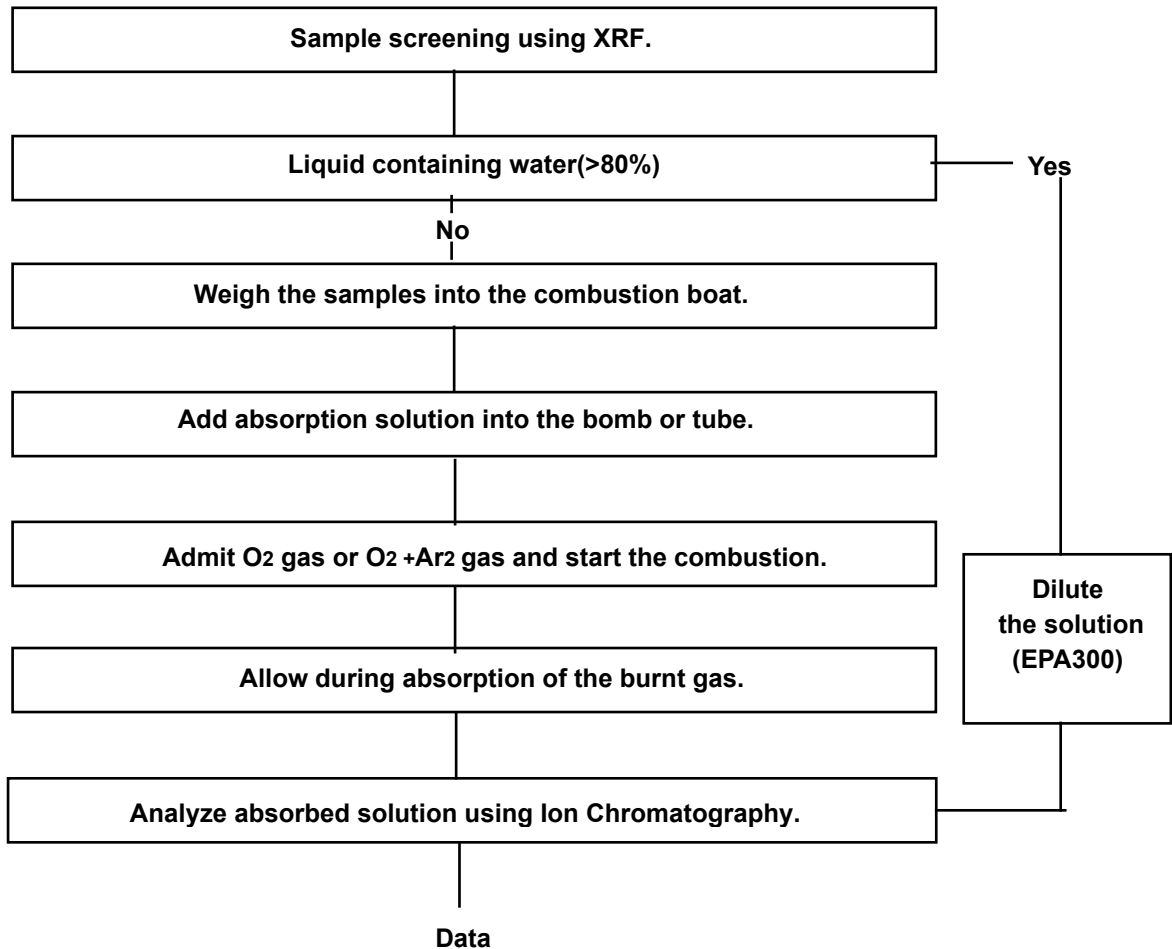 Sample screening using XRF.
Liquid containing water(>80%)
Yes
No
Weigh the samples into the combustion boat.
Add absorption solution into the bomb or tube.
Admit O2 gas or O2 +Ar2 gas and start the combustion.
Dilute
the solution
(EPA300)
Allow during absorption of the burnt gas.
Analyze absorbed solution using Ion Chromatography.
Data